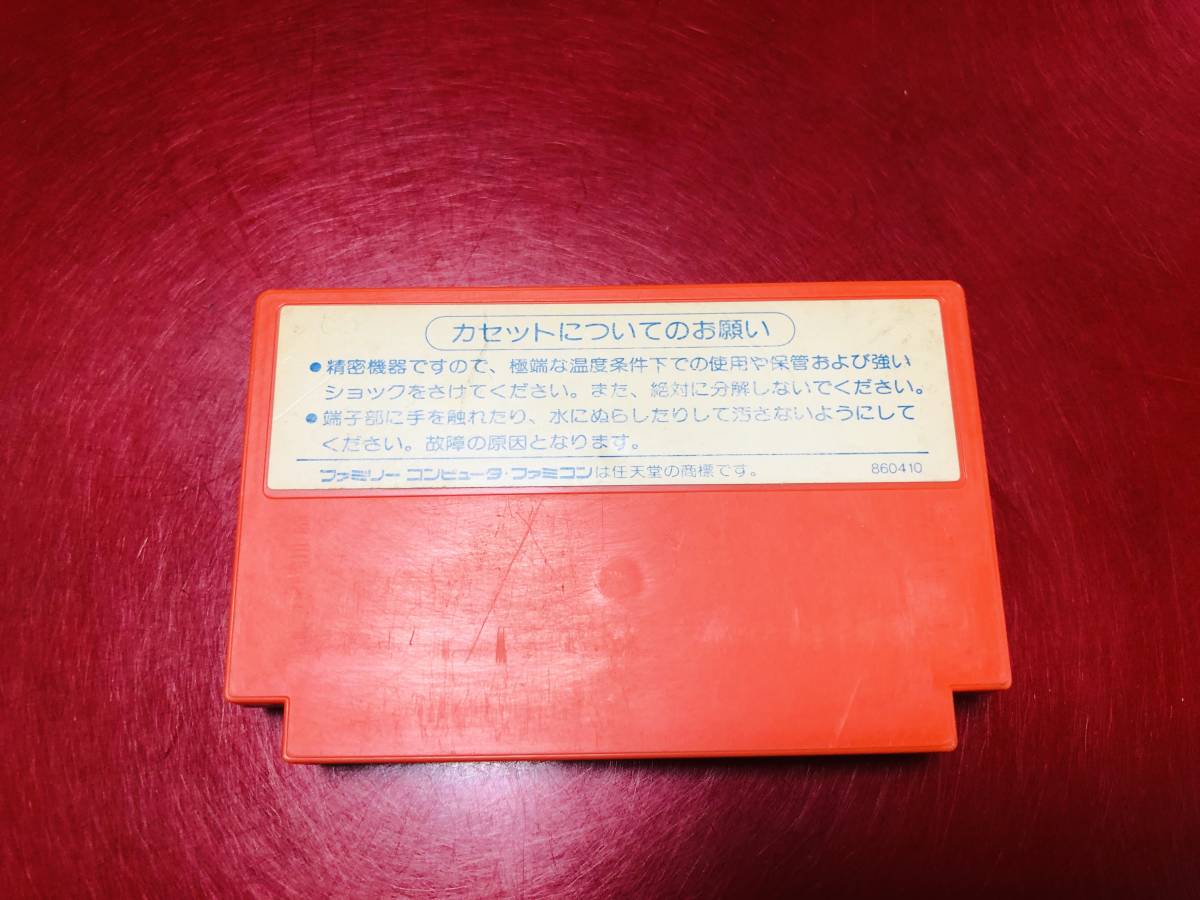 カセットについてのお願い
●精密機器ですので、極端な温度条件下での使用や保管および強い
ショックをさけてください。また、絶対に分解しないでください。
●端子部に手を触れたり、水にぬらしたりして汚さないようにして
ください。故障の原因となります。
ファミリー コンピュータ・ファミコンは任天堂の商標です。 860410